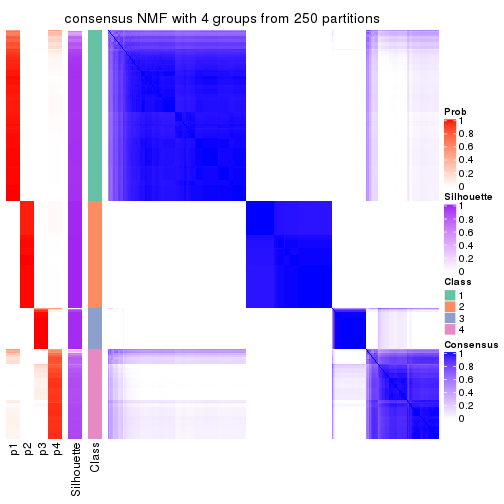 consensus NMF with 4 groups from 250 partitions
p1
p2
p3
p4
Silhouette
Class
Prob
1
0.8
0.6
0.4
0.2
0
Silhouette
1
0.8
0.6
0.4
0.2
0
Class
1
2
3
4
Consensus
1
0.8
0.6
0.4
0.2
0